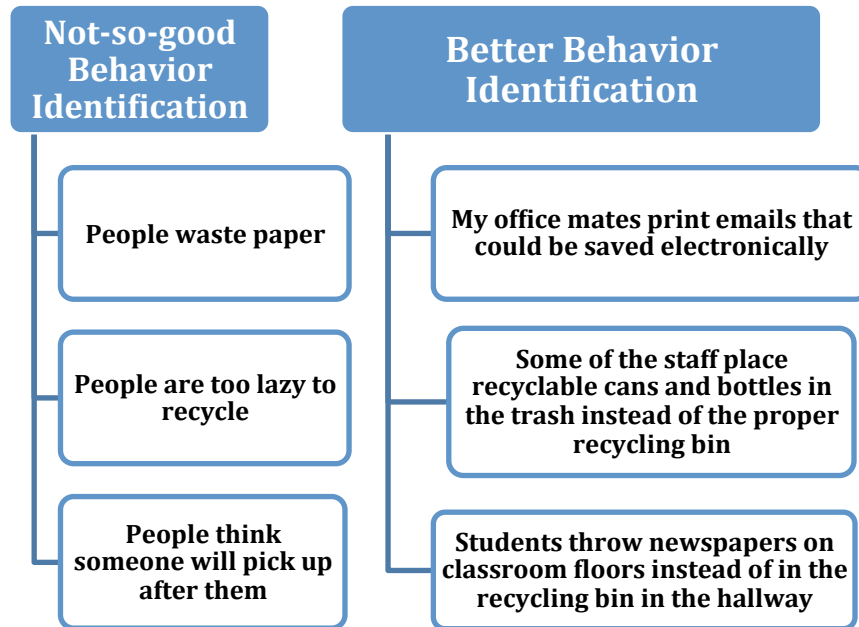 Not-so-good
Behavior
Identification
People waste paper
People are too lazy to
recycle
People think
someone will pick up
after them
Better Behavior
Identification
My office mates print emails that
could be saved electronically
Some of the staff place
recyclable cans and bottles in
the trash instead of the proper
recycling bin
Students throw newspapers on
classroom floors instead of in the
recycling bin in the hallway